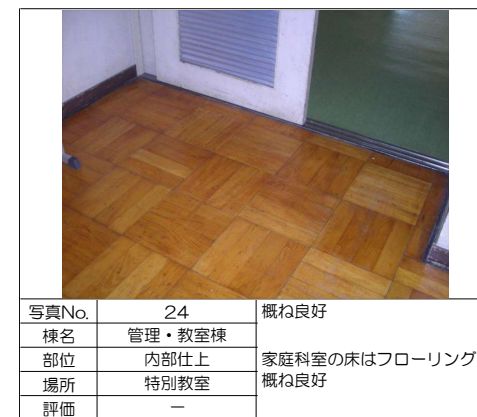 写真No. 24 概ね良好
棟名 管理・教室棟
部位 内部仕上 家庭科室の床はフローリング
場所 特別教室 概ね良好
評価 －